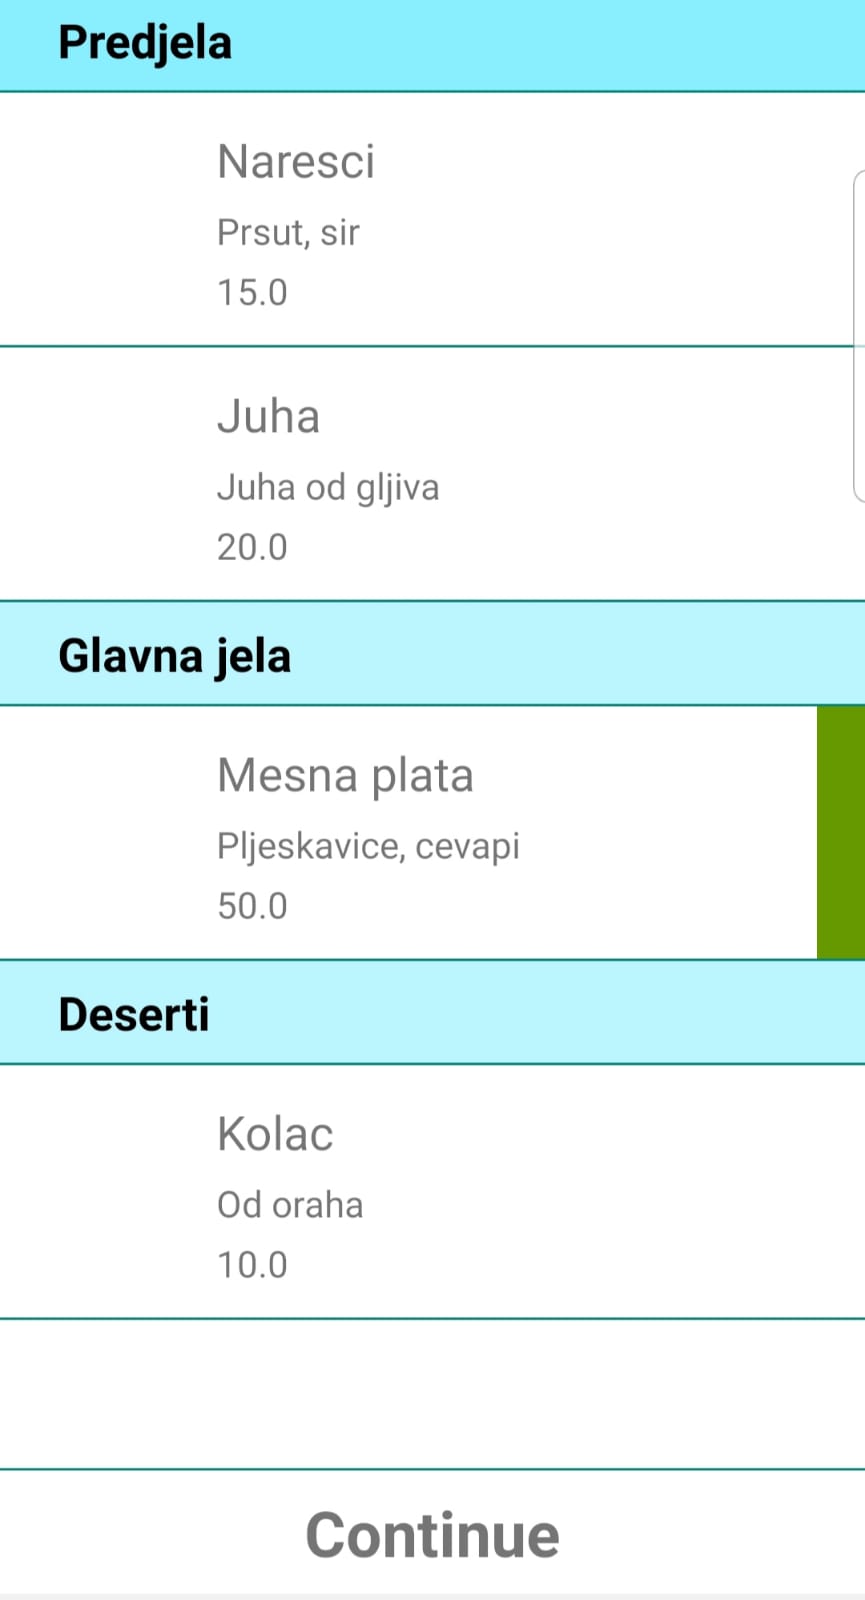 Predjela
Naresci
Prsut, sir
15.0
Juha
Juha od gljiva
20.0
Glavna jela
Mesna plata
Pljeskavice, cevapi
50.0
Deserti
Kolac
Od oraha
10.0
Continue